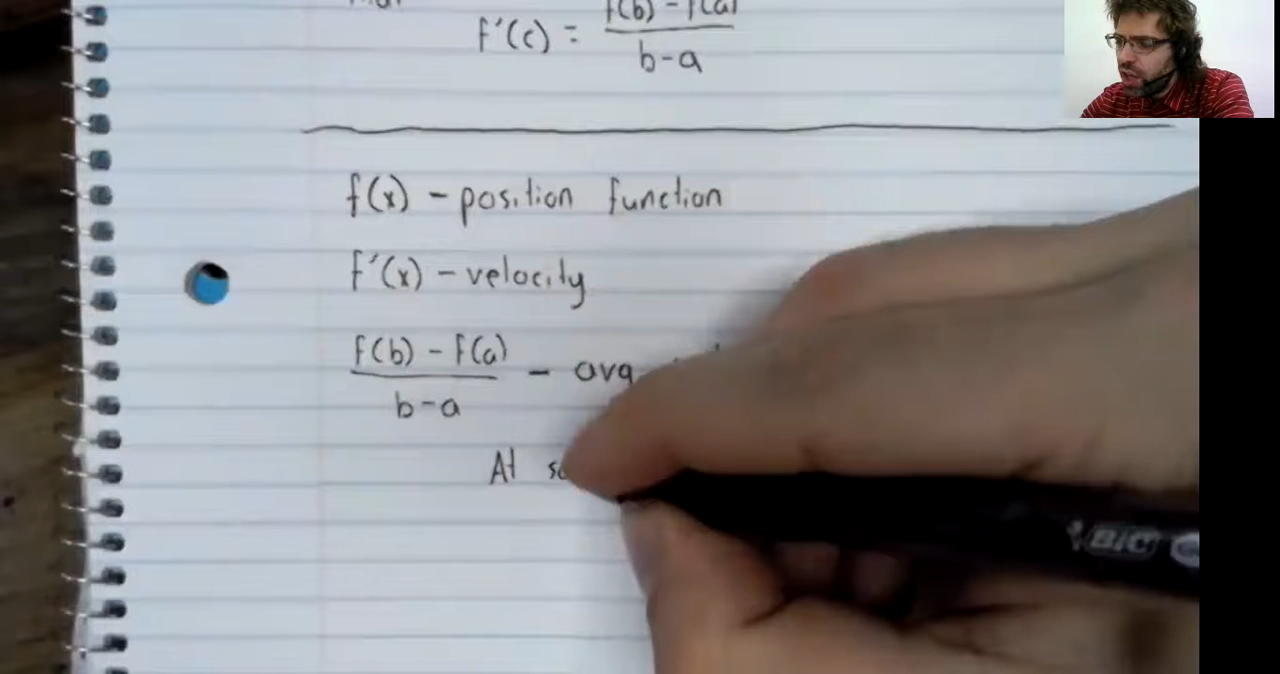 f'(c) = f(b) - f(a) / b-a
f(x) - position function
f'(x) - velocity
f(b) - f(a) / b-a - avg
At
BIC